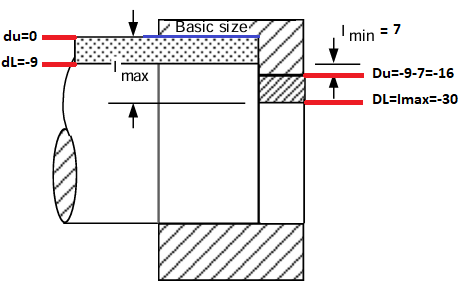 Basic size
du=0
I min = 7
dL=-9
I max
Du=-9-7=-16
DL=Imax=-30